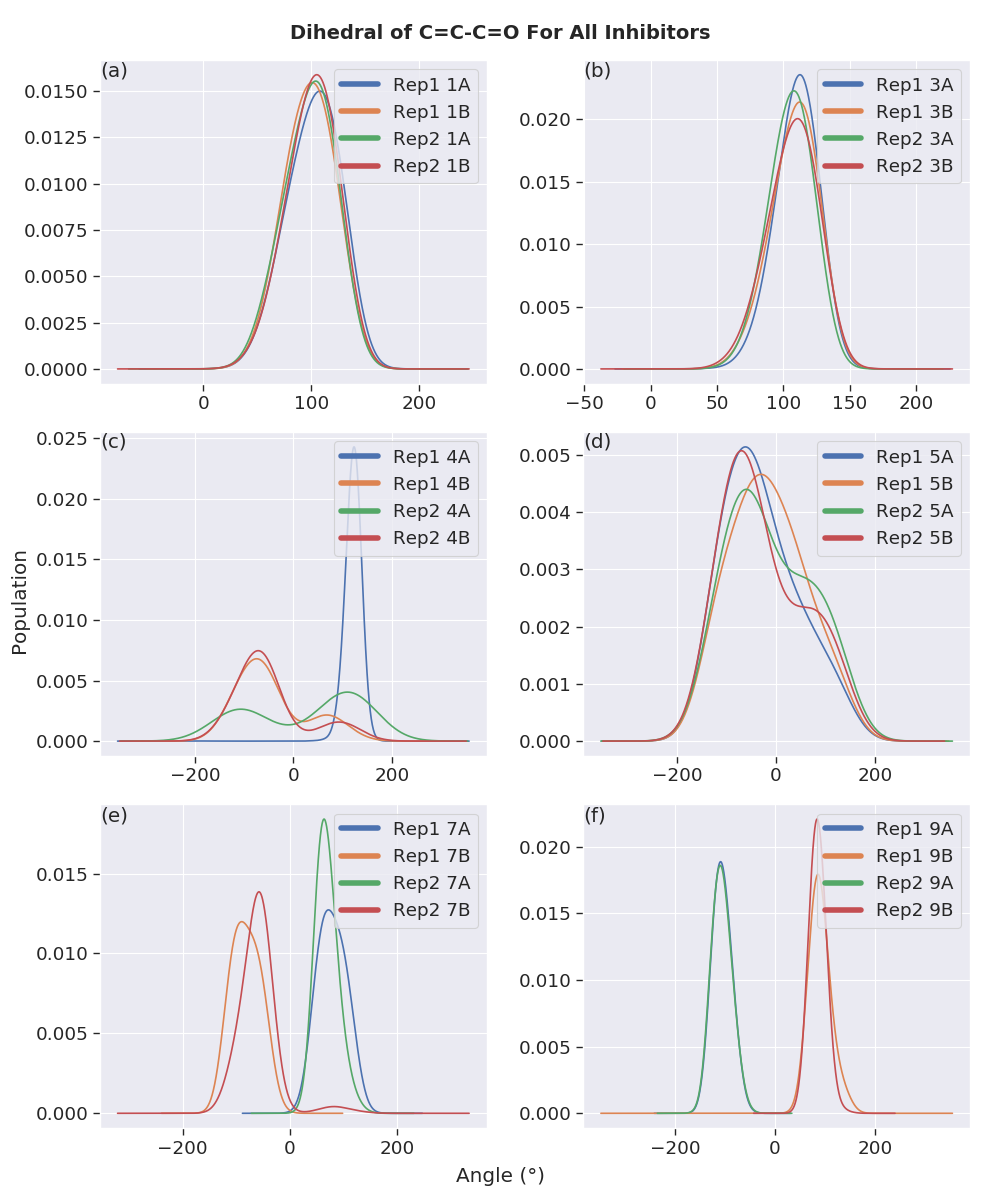 Dihedral of C=C-C=O For All Inhibitors
(a)
Rep1 1A
Rep1 1B
Rep2 1A
Rep2 1B
0.0150
0.0125
0.0100
0.0075
0.0050
0.0025
0.0000
0 100 200
(b)
Rep1 3A
Rep1 3B
Rep2 3A
Rep2 3B
0.020
0.015
0.010
0.005
0.000
−50 0 50 100 150 200
(c)
Rep1 4A
Rep1 4B
Rep2 4A
Rep2 4B
0.025
0.020
0.015
0.010
0.005
0.000
−200 0 200
(d)
Rep1 5A
Rep1 5B
Rep2 5A
Rep2 5B
0.005
0.004
0.003
0.002
0.001
0.000
−200 0 200
Population
(e)
Rep1 7A
Rep1 7B
Rep2 7A
Rep2 7B
0.015
0.010
0.005
0.000
−200 0 200
(f)
Rep1 9A
Rep1 9B
Rep2 9A
Rep2 9B
0.020
0.015
0.010
0.005
0.000
−200 0 200
Angle (°)